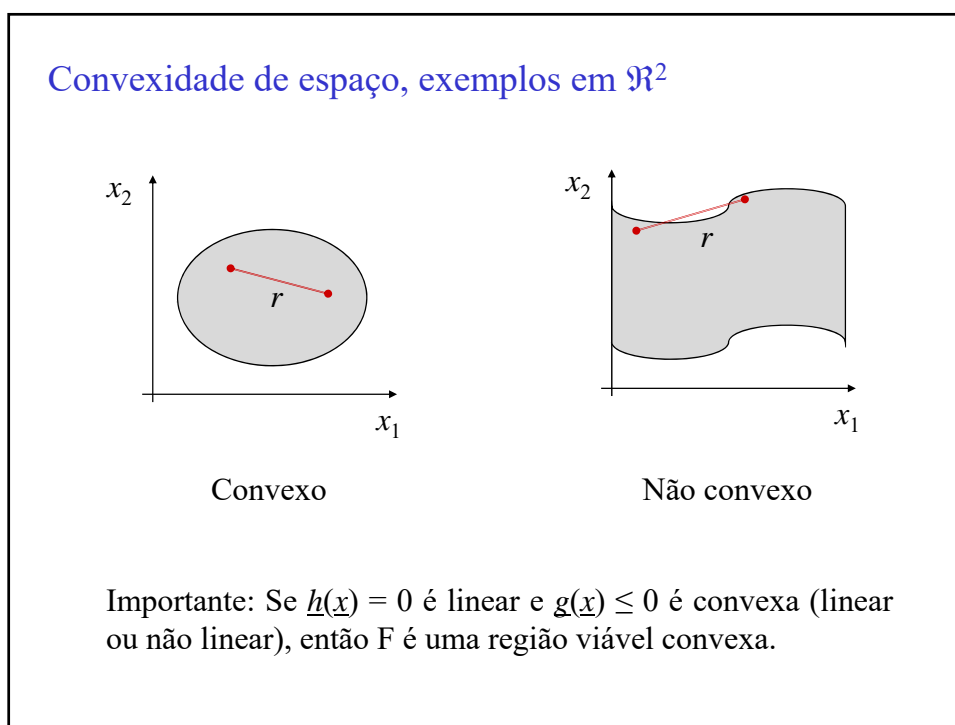 Convexidade de espaço, exemplos em ℜ²
x₂
r
x₁
Convexo
x₂
r
x₁
Não convexo
Importante: Se h(x) = 0 é linear e g(x) ≤ 0 é convexa (linear
ou não linear), então F é uma região viável convexa.